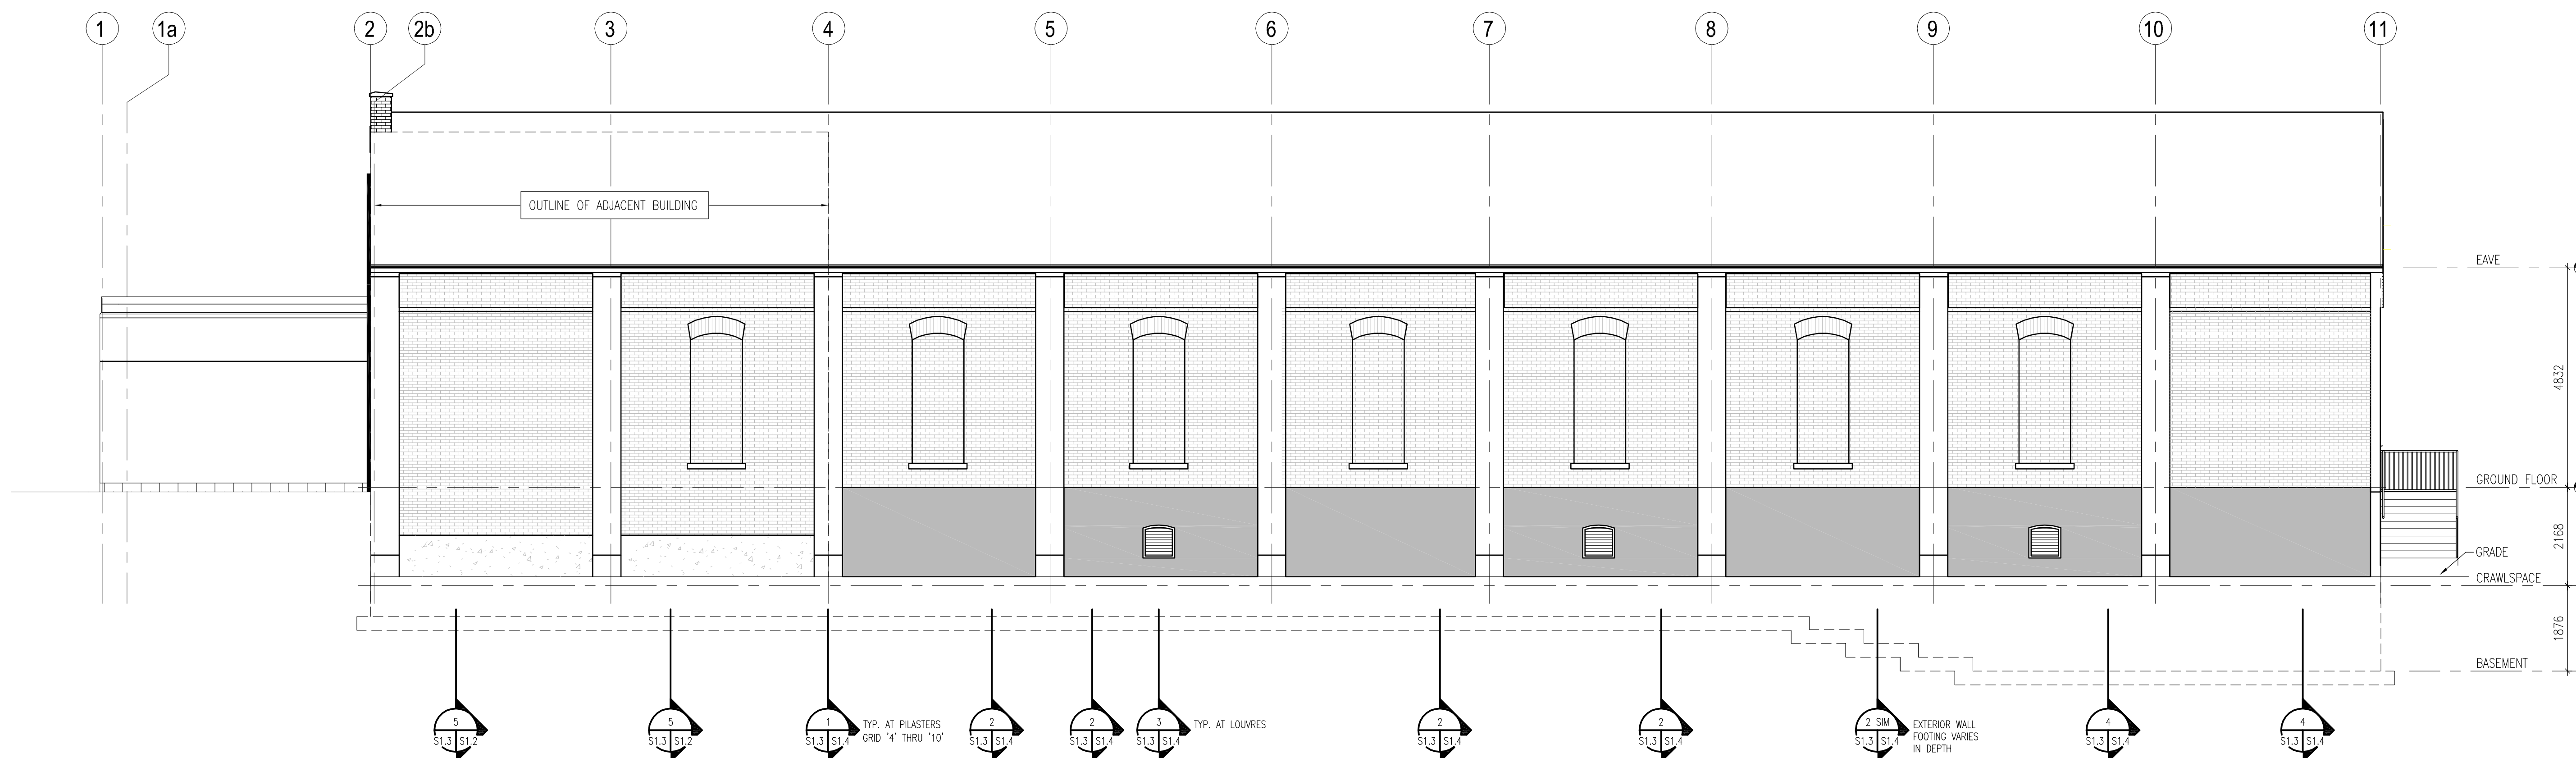 1 1a 2 2b 3 4 5 6 7 8 9 10 11
OUTLINE OF ADJACENT BUILDING
EAVE
4832
GROUND FLOOR
2168
GRADE
CRAWLSPACE
1876
BASEMENT
5
S1.3 S1.2
5
S1.3 S1.2
1
S1.3 S1.4
TYP. AT PILASTERS
GRID '4' THRU '10'
2
S1.3 S1.4
2
S1.3 S1.4
3
S1.3 S1.4
TYP. AT LOUVRES
2
S1.3 S1.4
2
S1.3 S1.4
2 SIM
S1.3 S1.4
EXTERIOR WALL
FOOTING VARIES
IN DEPTH
4
S1.3 S1.4
4
S1.3 S1.4